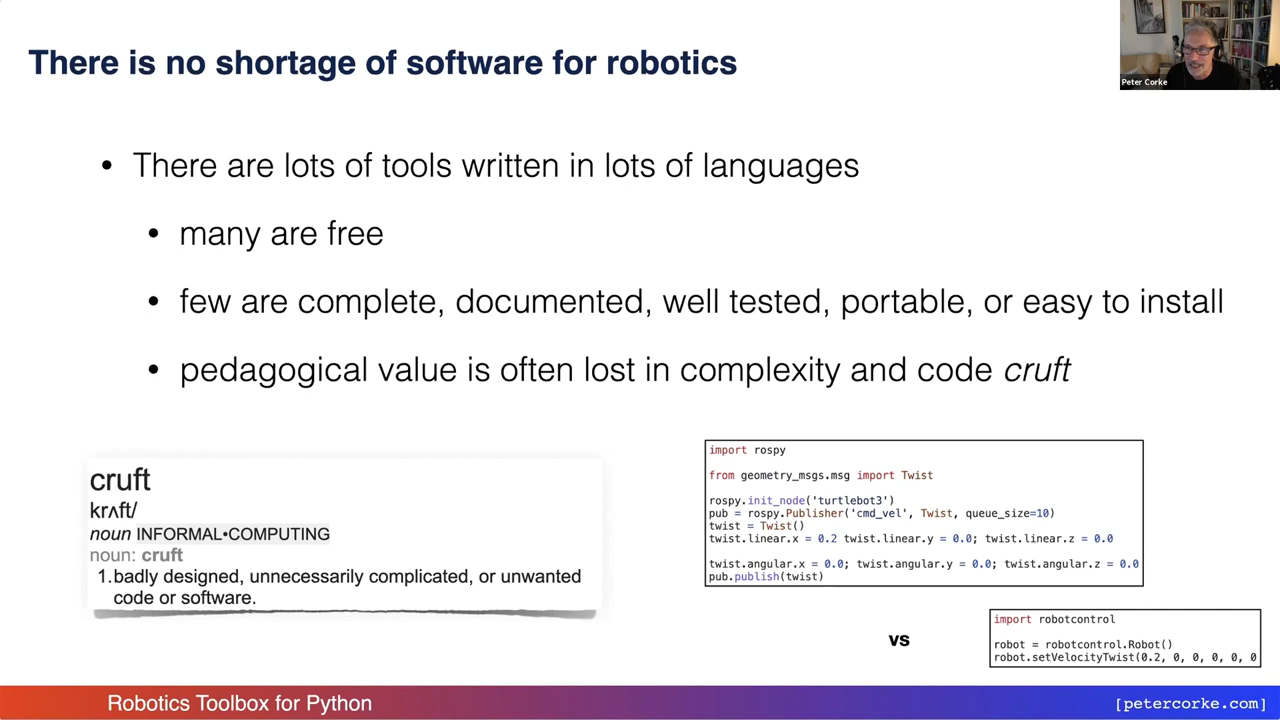 There is no shortage of software for robotics
Peter Corke
• There are lots of tools written in lots of languages
• many are free
• few are complete, documented, well tested, portable, or easy to install
• pedagogical value is often lost in complexity and code cruft
cruft
krʌft/
noun INFORMAL•COMPUTING
noun: cruft
1.badly designed, unnecessarily complicated, or unwanted
code or software.
import rospy
from geometry_msgs.msg import Twist
rospy.init_node('turtlebot3')
pub = rospy.Publisher('cmd_vel', Twist, queue_size=10)
twist = Twist()
twist.linear.x = 0.2 twist.linear.y = 0.0; twist.linear.z = 0.0
twist.angular.x = 0.0; twist.angular.y = 0.0; twist.angular.z = 0.0
pub.publish(twist)
vs
import robotcontrol
robot = robotcontrol.Robot()
robot.setVelocityTwist(0.2, 0, 0, 0, 0, 0
Robotics Toolbox for Python
[petercorke.com]